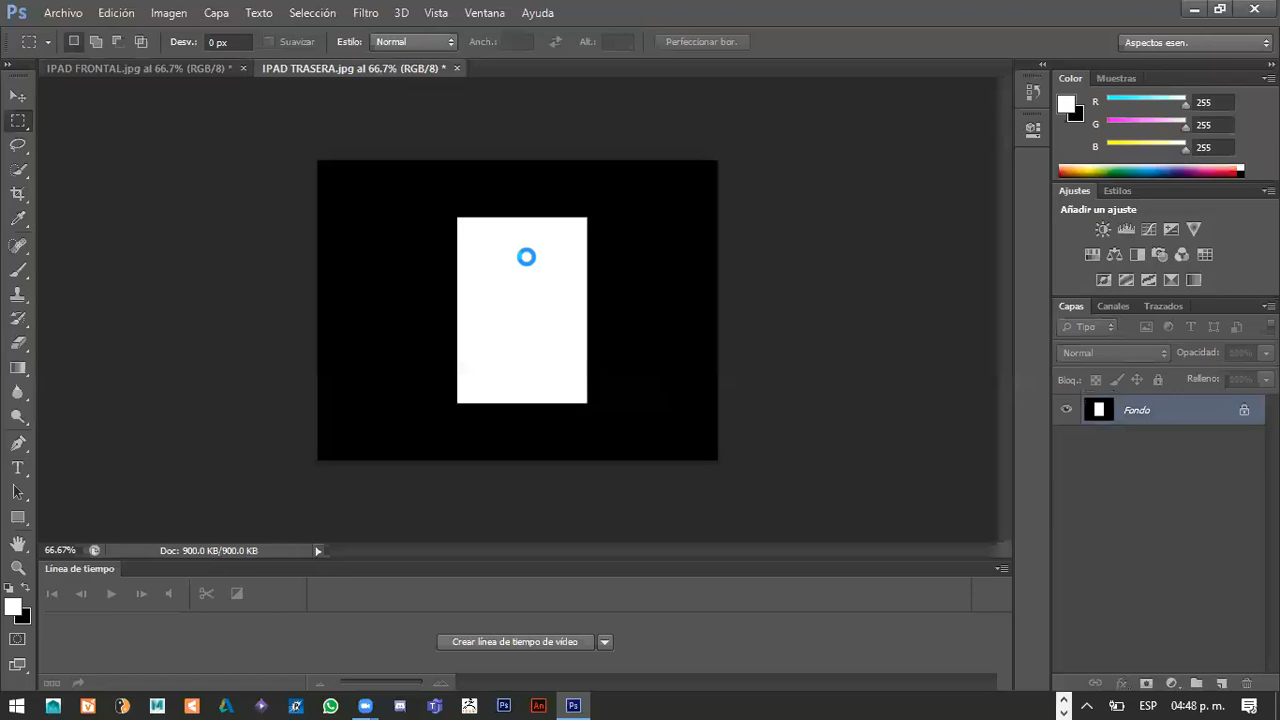 Ps Archivo Edición Imagen Capa Texto Selección Filtro 3D Vista Ventana Ayuda
Desv.: 0 px Suavizar Estilo: Normal Anch.: Alt.: Perfeccionar bor. Aspectos esen.
IPAD FRONTAL.jpg al 66.7% (RGB/8) * × IPAD TRASERA.jpg al 66.7% (RGB/8) * ×
Color Muestras
R 255
G 255
B 255
Ajustes Estilos
Añadir un ajuste
Capas Canales Trazados
Tipo
Normal Opacidad:
Bloq.: Relleno:
Fondo
T
66.67% Doc: 900.0 KB/900.0 KB
Línea de tiempo
Crear línea de tiempo de vídeo
fx
Ps An Ps ESP 04:48 p. m.